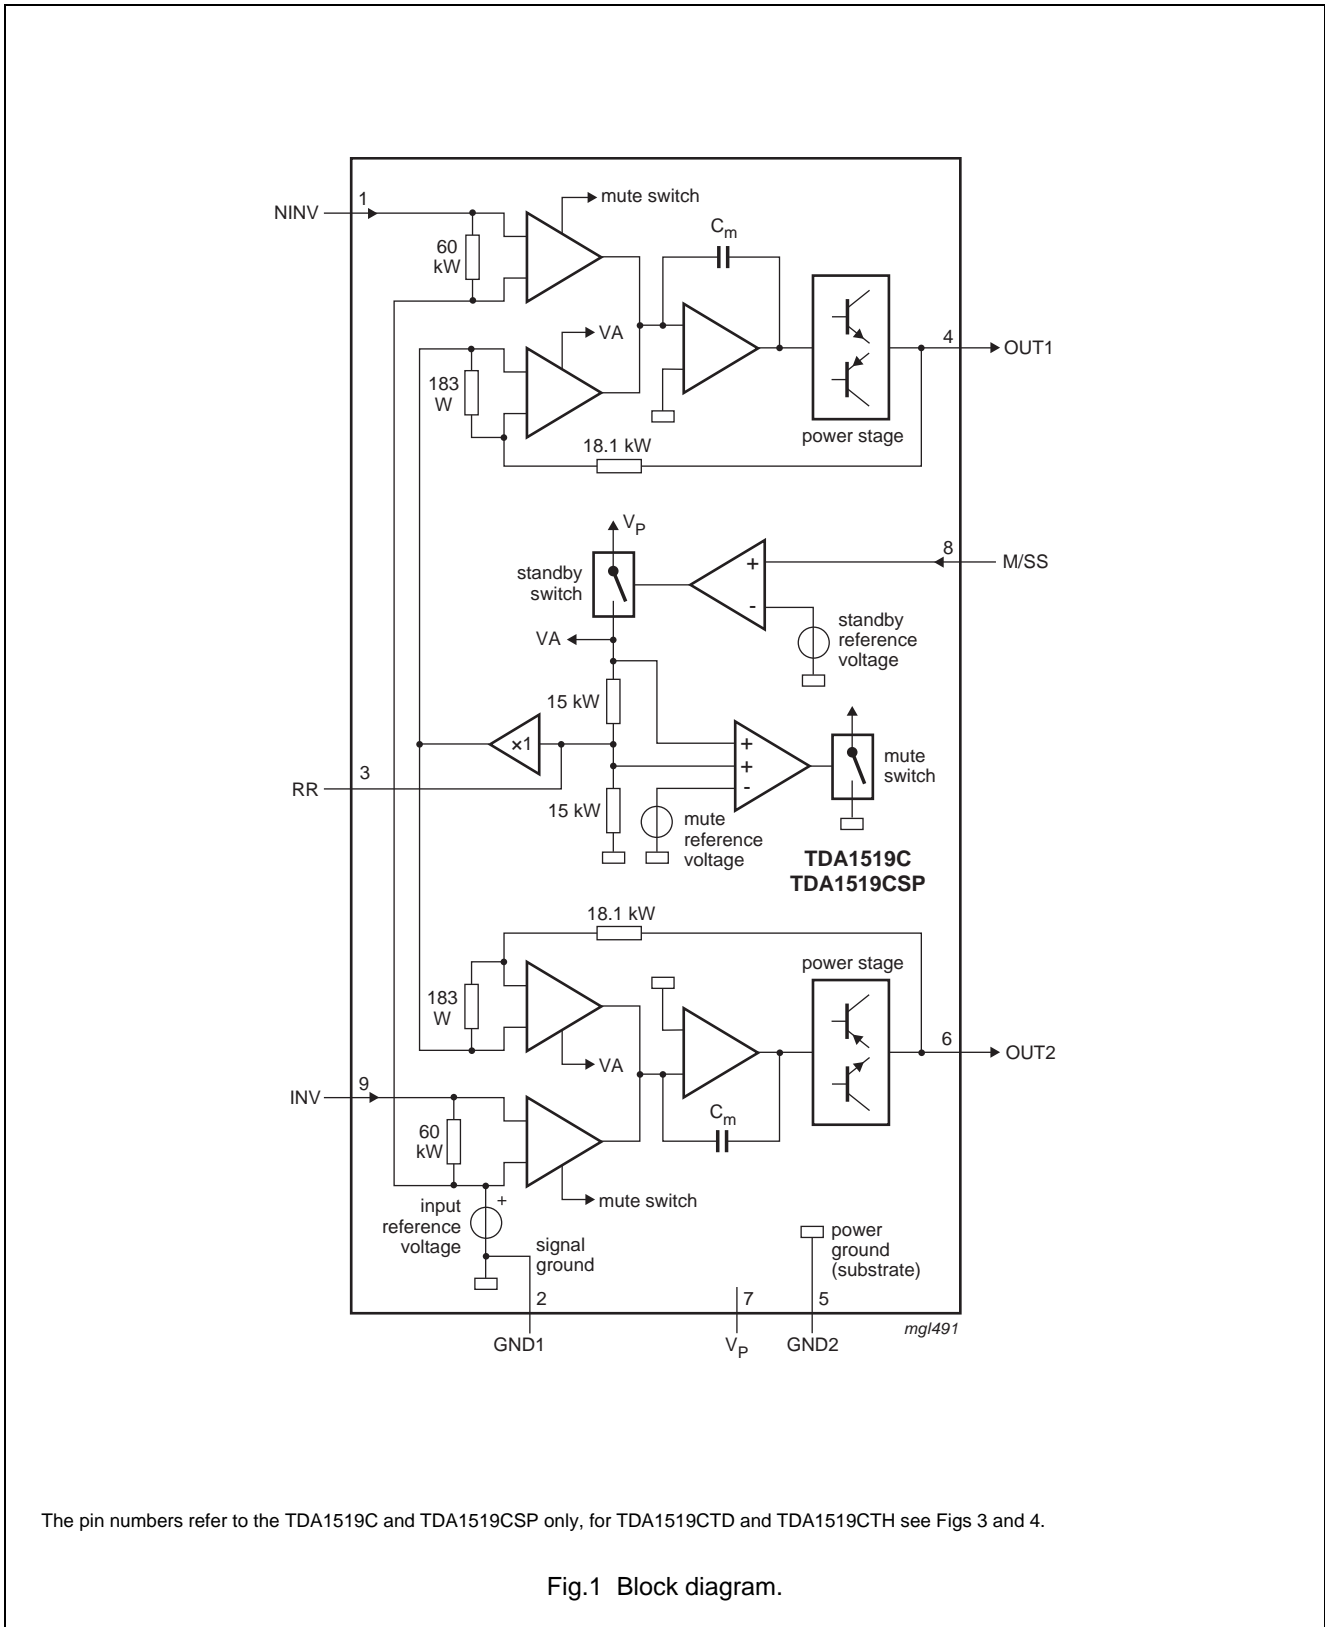 1
NINV
mute switch
60
kW
Cm
VA
183
W
4
OUT1
18.1 kW
power stage
VP
8
M/SS
standby
switch
+
-
standby
reference
voltage
VA
15 kW
×1
3
RR
+
+
-
mute
switch
15 kW
mute
reference
voltage
TDA1519C
TDA1519CSP
18.1 kW
power stage
183
W
VA
6
OUT2
9
INV
60
kW
Cm
mute switch
input
reference
voltage
+
signal
ground
power
ground
(substrate)
2
7
5
GND1
VP
GND2
mgl491
The pin numbers refer to the TDA1519C and TDA1519CSP only, for TDA1519CTD and TDA1519CTH see Figs 3 and 4.
Fig.1 Block diagram.